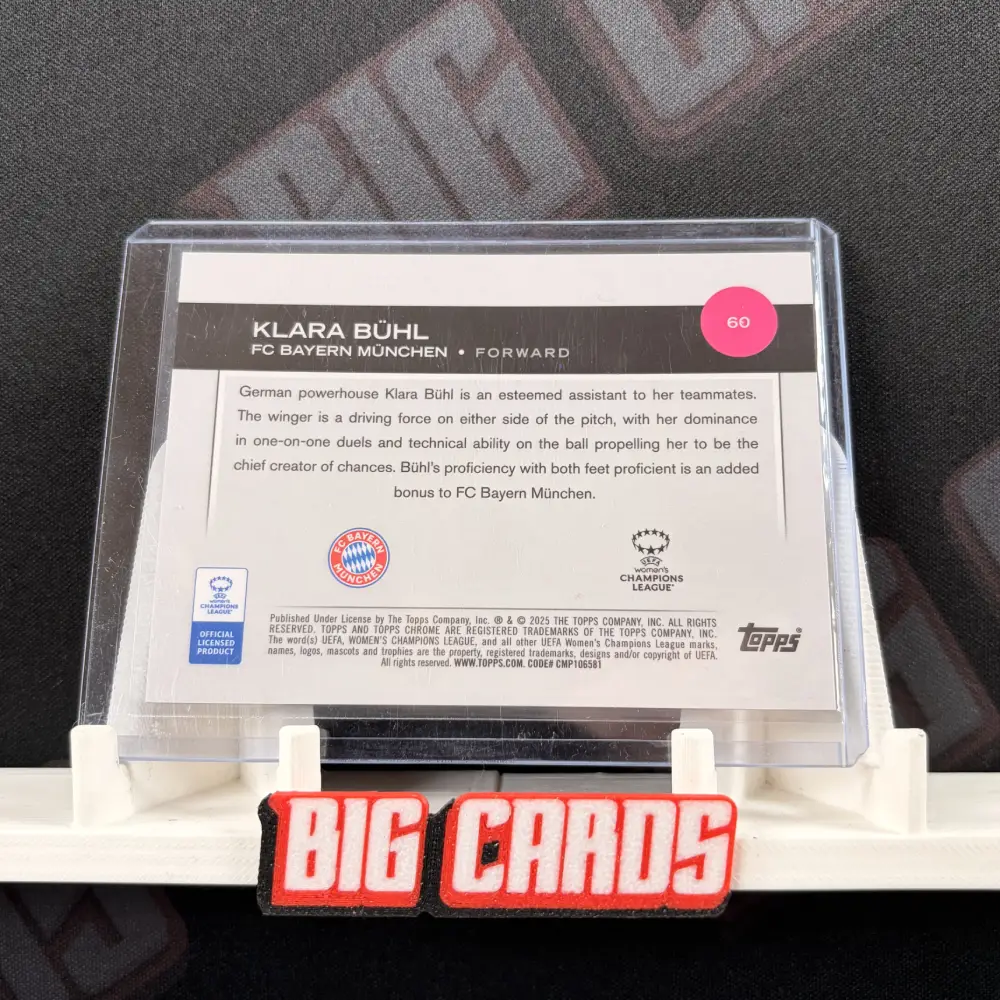 BIG
60
KLARA BÜHL
FC BAYERN MÜNCHEN • FORWARD
German powerhouse Klara Bühl is an esteemed assistant to her teammates.
The winger is a driving force on either side of the pitch, with her dominance
in one-on-one duels and technical ability on the ball propelling her to be the
chief creator of chances. Bühl's proficiency with both feet proficient is an added
bonus to FC Bayern München.
FC BAYERN
MÜNCHEN
UEFA
women's
CHAMPIONS
LEAGUE
women's
CHAMPIONS
LEAGUE
OFFICIAL
LICENSED
PRODUCT
Published Under License by The Topps Company, Inc. ® & © 2025 THE TOPPS COMPANY, INC. ALL RIGHTS
RESERVED. TOPPS AND TOPPS CHROME ARE REGISTERED TRADEMARKS OF THE TOPPS COMPANY, INC.
The word(s) UEFA, WOMEN'S CHAMPIONS LEAGUE, and all other UEFA Women's Champions League marks,
names, logos, mascots and trophies are the property, registered trademarks, designs and/or copyright of UEFA.
All rights reserved. WWW.TOPPS.COM. CODE# CMP106581
topps®
BIG CARDS